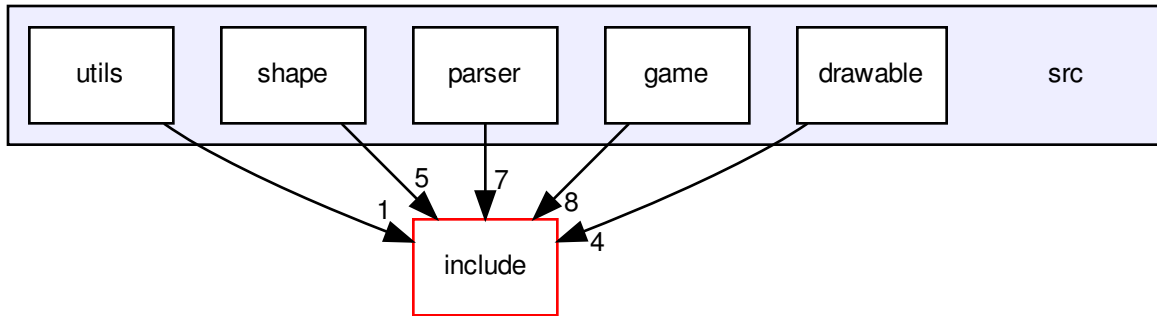 utils
shape
parser
game
drawable
src
1
5
7
8
4
include